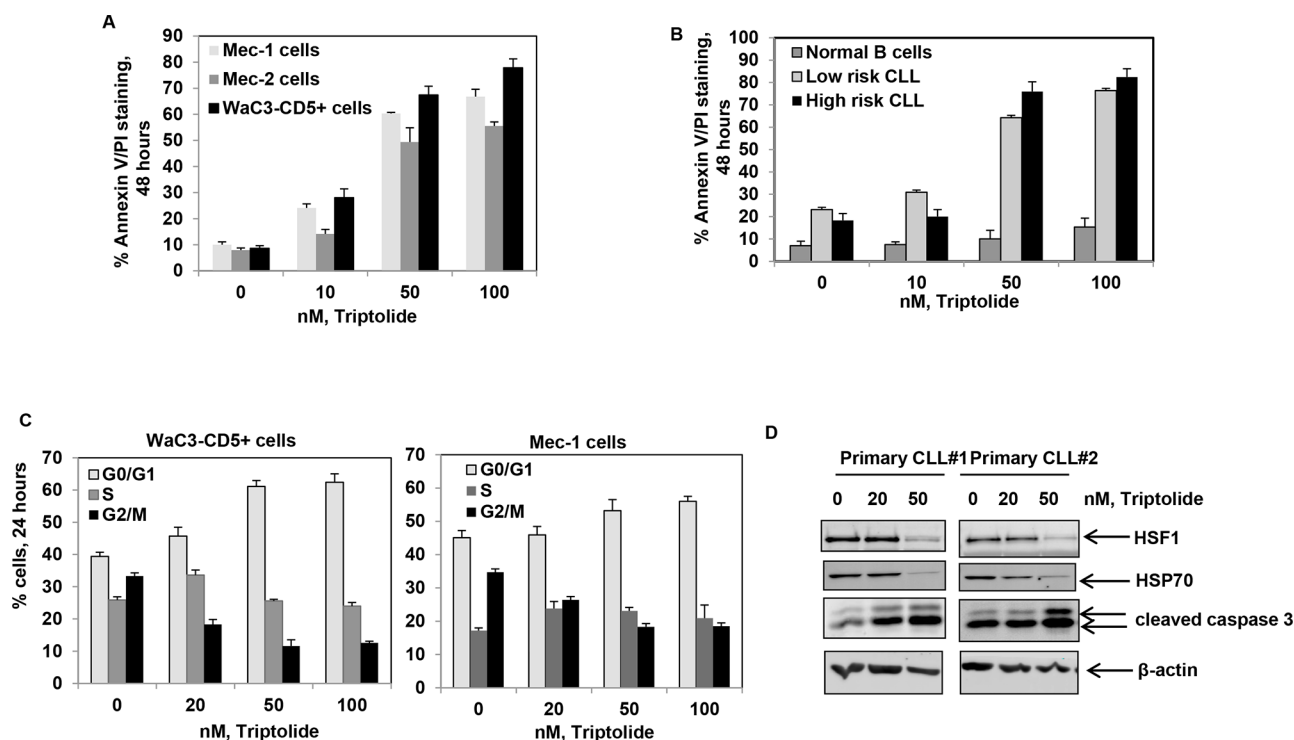 A
% Annexin V/PI staining,
48 hours
90
80
70
60
50
40
30
20
10
0
Mec-1 cells
Mec-2 cells
WaC3-CD5+ cells
0 10 50 100
nM, Triptolide
B
% Annexin V/PI staining,
48 hours
100
90
80
70
60
50
40
30
20
10
0
Normal B cells
Low risk CLL
High risk CLL
0 10 50 100
nM, Triptolide
C
WaC3-CD5+ cells
% cells, 24 hours
70
60
50
40
30
20
10
0
G0/G1
S
G2/M
0 20 50 100
nM, Triptolide
Mec-1 cells
70
60
50
40
30
20
10
0
G0/G1
S
G2/M
0 20 50 100
nM, Triptolide
D
Primary CLL#1 Primary CLL#2
0 20 50 0 20 50 nM, Triptolide
HSF1
HSP70
cleaved caspase 3
β-actin